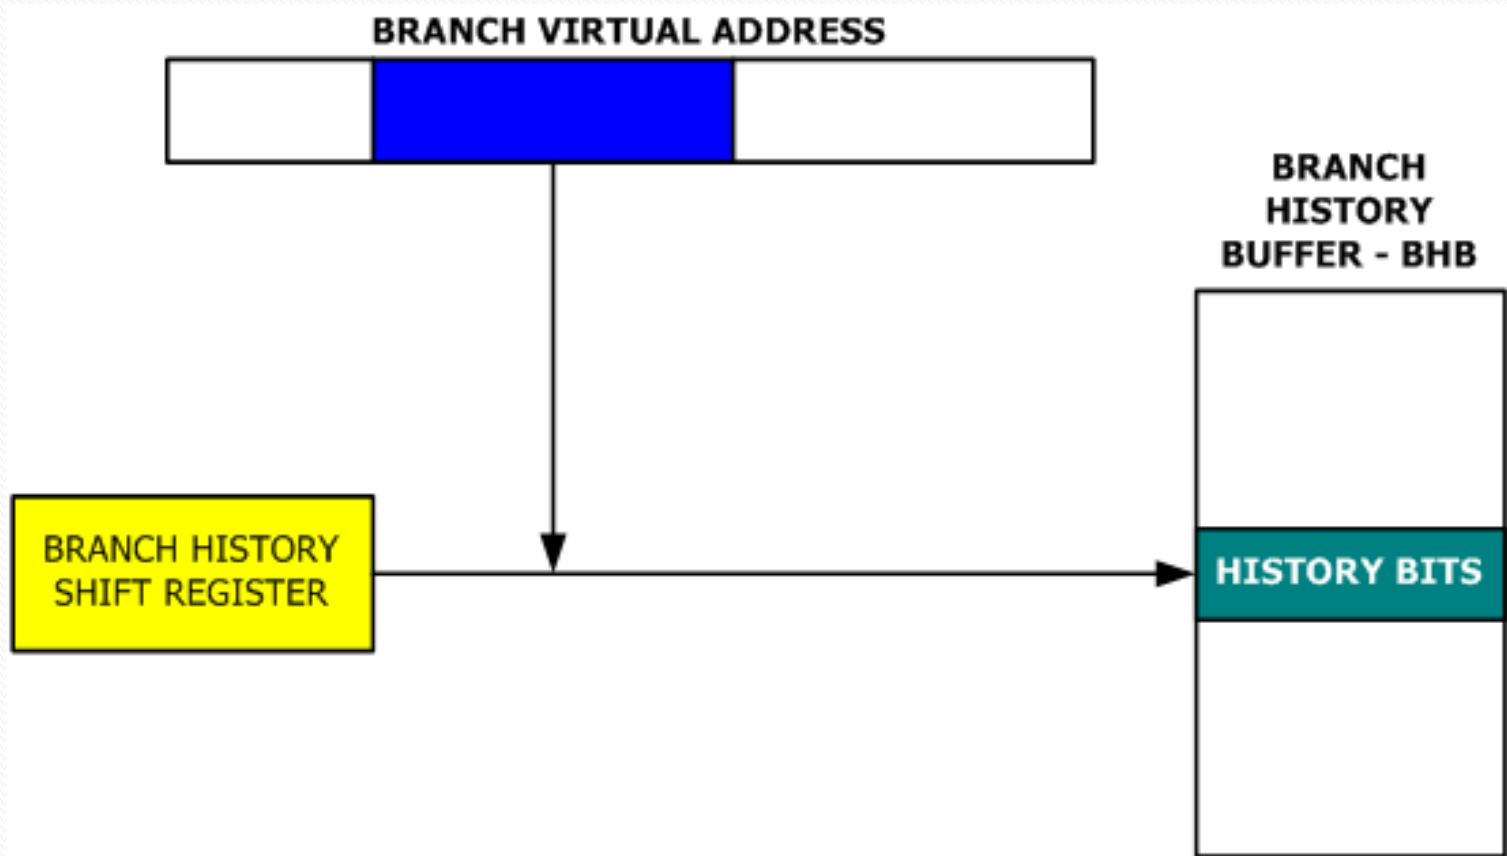 BRANCH VIRTUAL ADDRESS
BRANCH
HISTORY
BUFFER - BHB
BRANCH HISTORY
SHIFT REGISTER
HISTORY BITS